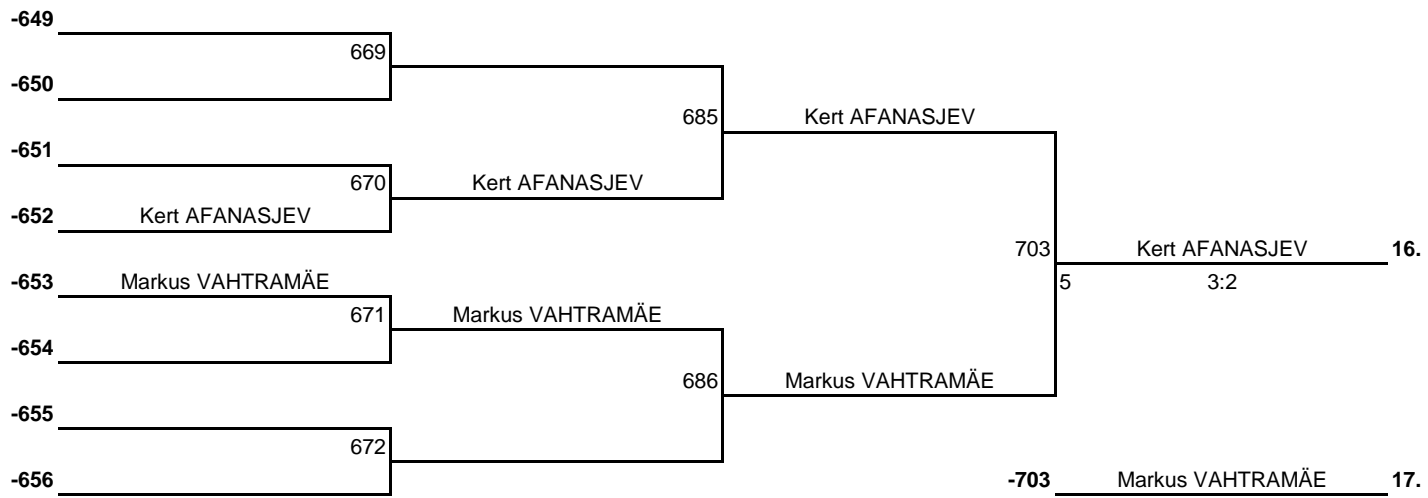 -649
669
-650
685 Kert AFANASJEV
-651
670 Kert AFANASJEV
-652 Kert AFANASJEV
703 Kert AFANASJEV 16.
-653 Markus VAHTRAMÄE
5 3:2
671 Markus VAHTRAMÄE
-654
686 Markus VAHTRAMÄE
-655
672
-656
-703 Markus VAHTRAMÄE 17.